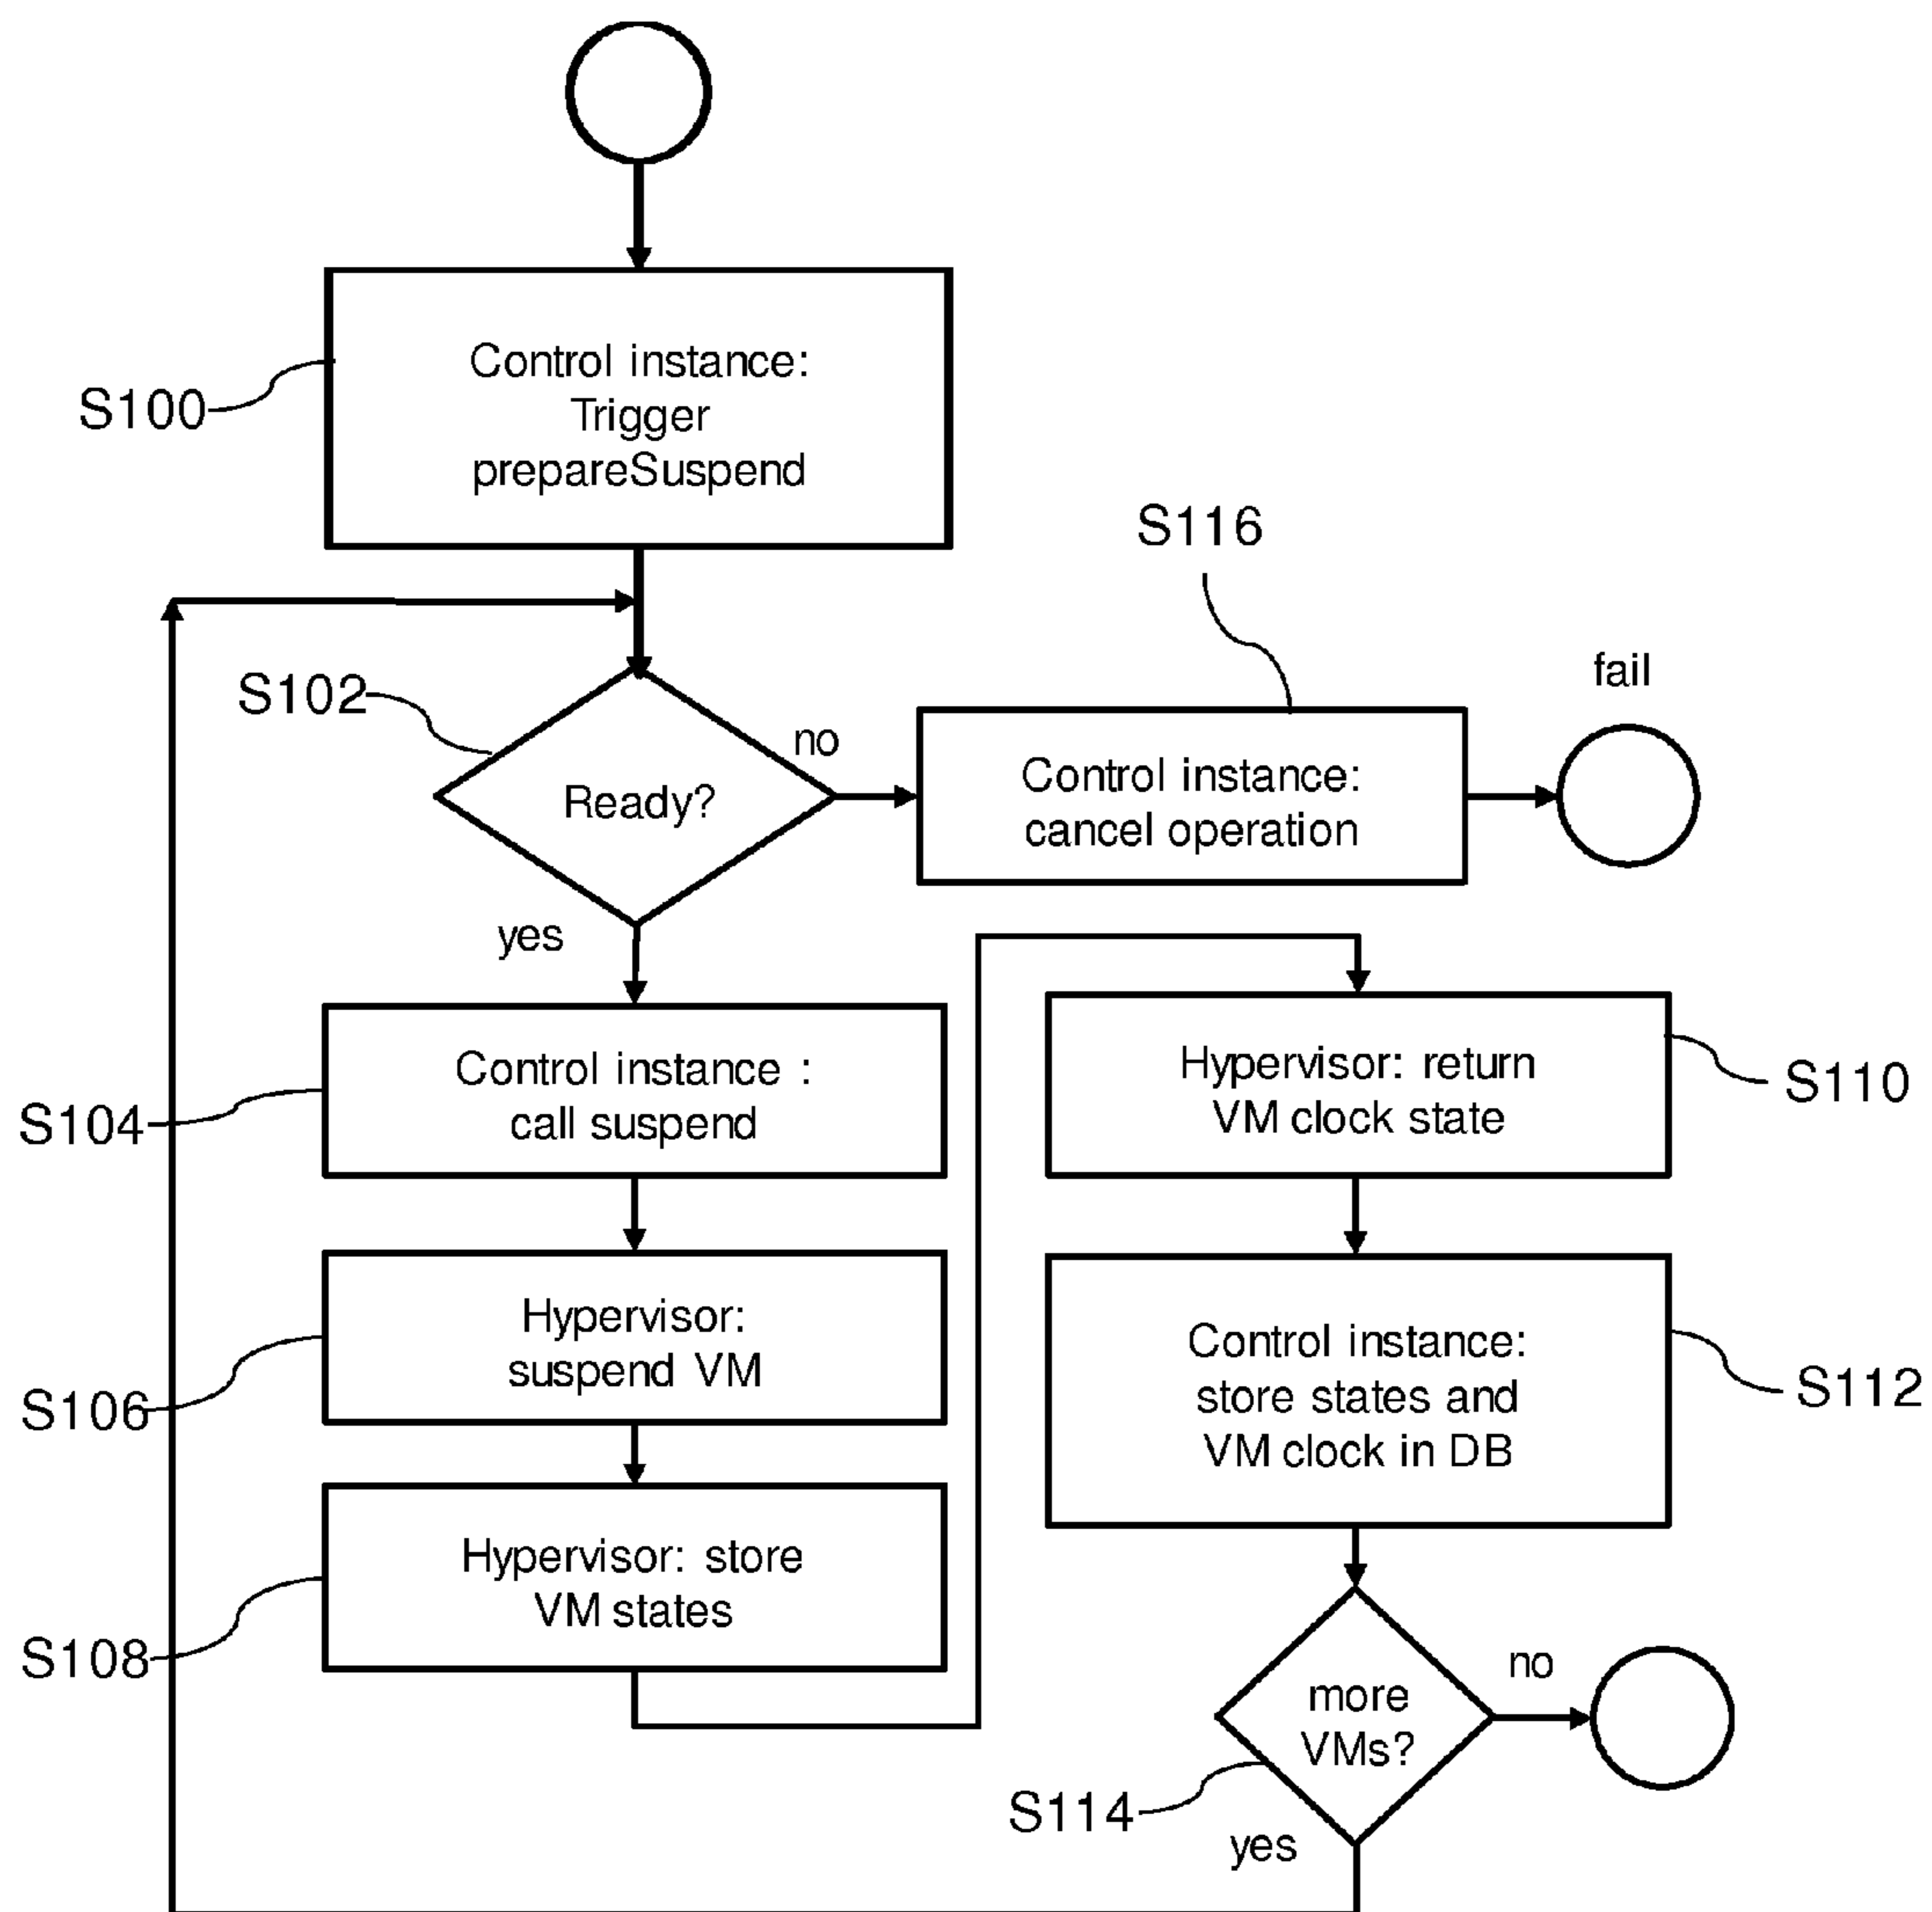 Control instance:
Trigger
prepareSuspend
S100
S116
fail
S102
no
Ready?
Control instance:
cancel operation
yes
Control instance :
call suspend
S104
Hypervisor:
suspend VM
S106
Hypervisor: store
VM states
S108
Hypervisor: return
VM clock state
S110
Control instance:
store states and
VM clock in DB
S112
more
VMs?
no
S114
yes